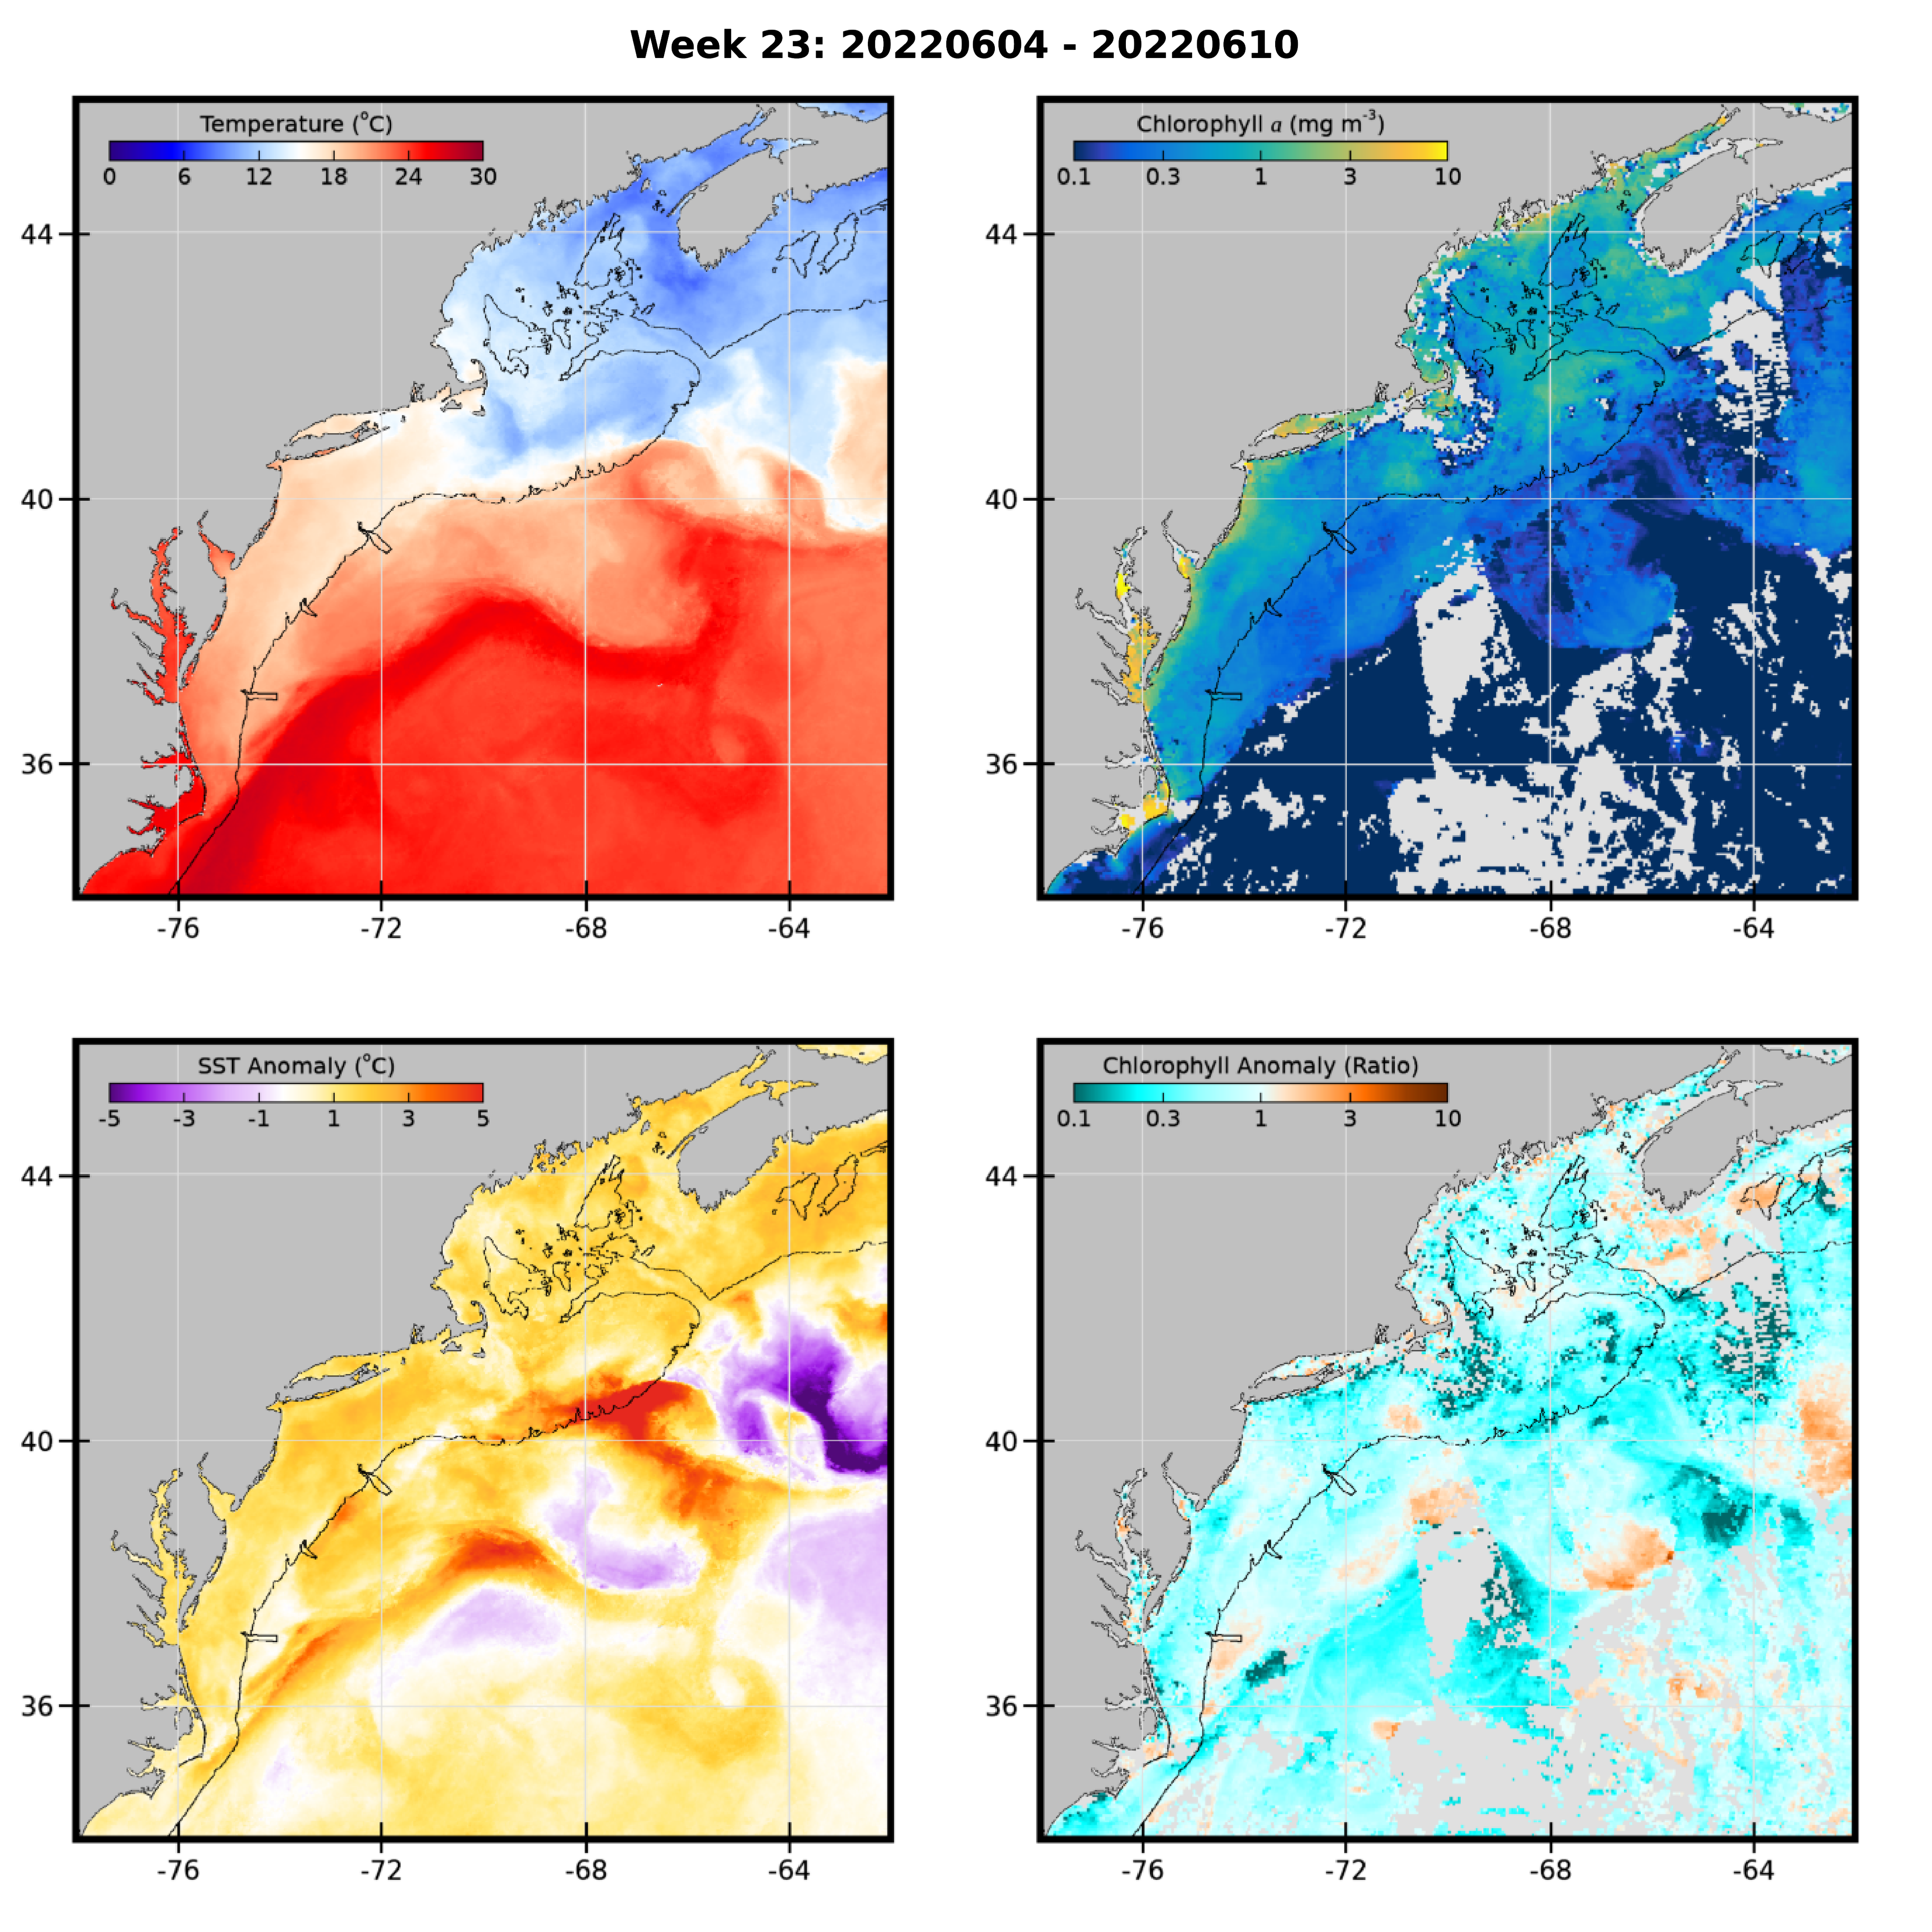 Week 23: 20220604 - 20220610
Temperature (°C)
0 6 12 18 24 30
44
40
36
-76 -72 -68 -64
Chlorophyll a (mg m⁻³)
0.1 0.3 1 3 10
44
40
36
-76 -72 -68 -64
SST Anomaly (°C)
-5 -3 -1 1 3 5
44
40
36
-76 -72 -68 -64
Chlorophyll Anomaly (Ratio)
0.1 0.3 1 3 10
44
40
36
-76 -72 -68 -64